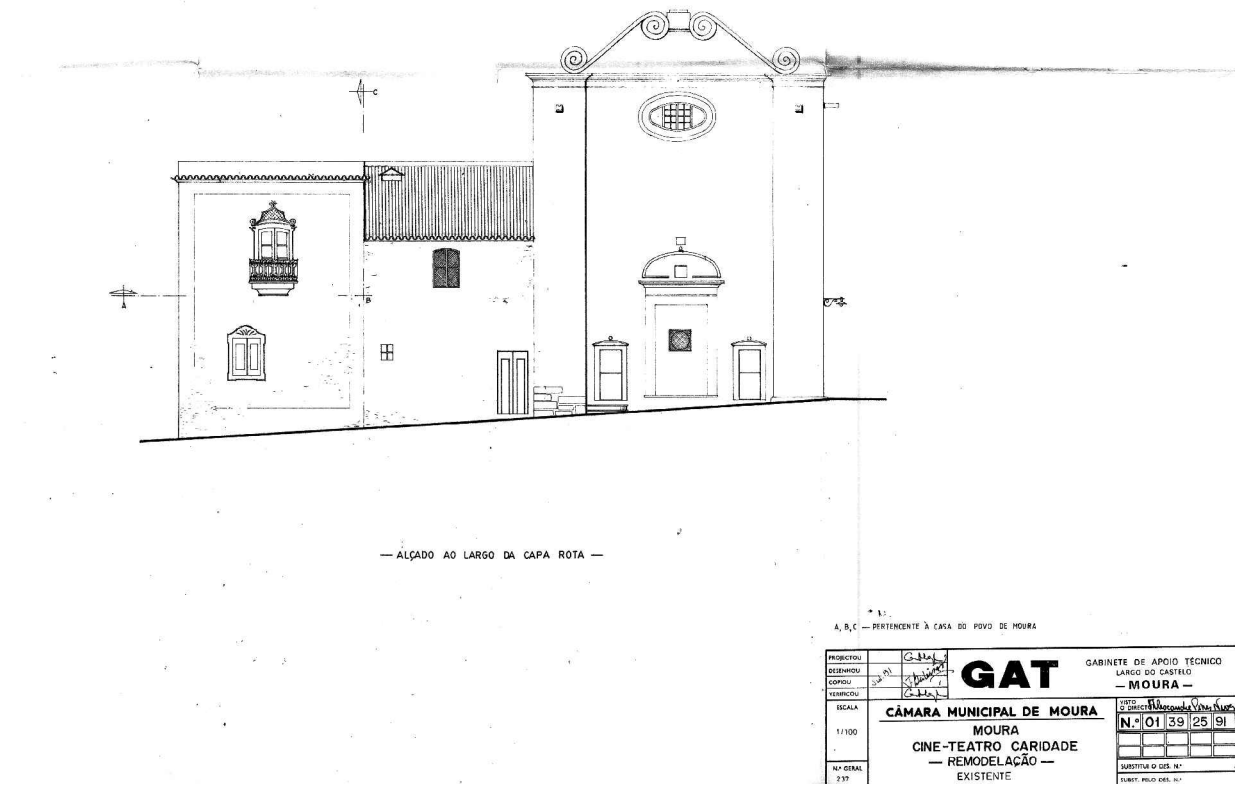 C
A
B
— ALÇADO AO LARGO DA CAPA ROTA —
A, B, C — PERTENCENTE À CASA DO POVO DE MOURA
PROJECTOU
DESENHOU
COPIOU
VERIFICOU
GAT
GABINETE DE APOIO TÉCNICO
LARGO DO CASTELO
— MOURA —
ESCALA
1/100
Nº GERAL
237
CÂMARA MUNICIPAL DE MOURA
MOURA
CINE-TEATRO CARIDADE
— REMODELAÇÃO —
EXISTENTE
VISTO
N.º 01 39 25 91
SUBSTITUI O DES. N.º
SUBST. PELO DES. N.º